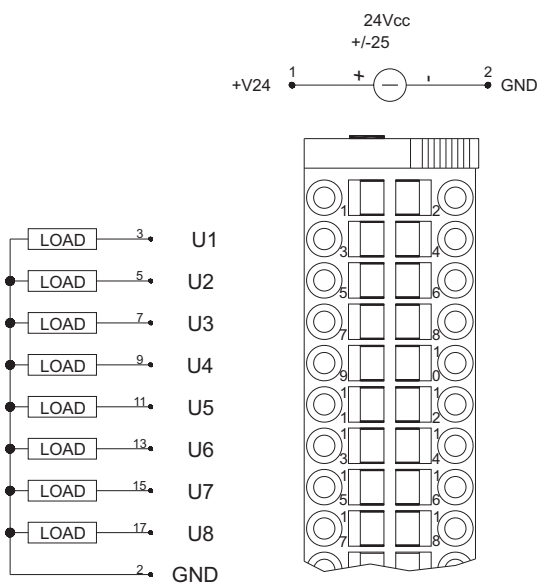 24Vcc
+/-25
+V24 1 + - 2 GND
1 2
LOAD 3 U1
3 4
LOAD 5 U2
5 6
LOAD 7 U3
7 8
LOAD 9 U4
9 10
LOAD 11 U5
11 12
LOAD 13 U6
13 14
LOAD 15 U7
15 16
LOAD 17 U8
17 18
2 GND